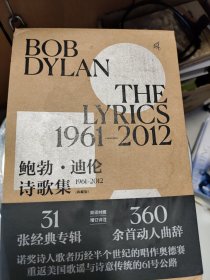 BOB
DYLAN
THE
LYRICS
1961–2012
鲍勃·迪伦
诗歌集
1961-2012
31
张经典专辑
360
余首动人曲辞
诺奖诗人歌者历经半个世纪的唱作奥德赛
重返美国歌谣与诗意传统的61号公路